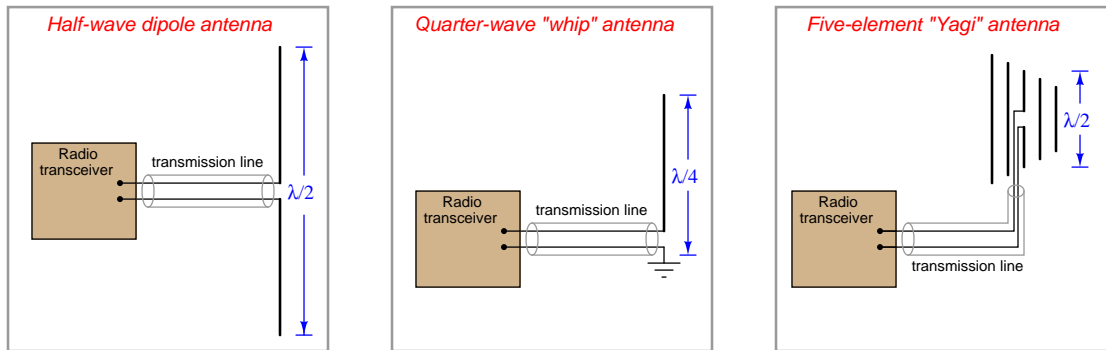 Half-wave dipole antenna
Radio
transceiver
transmission line
λ/2
Quarter-wave "whip" antenna
Radio
transceiver
transmission line
λ/4
Five-element "Yagi" antenna
Radio
transceiver
transmission line
λ/2